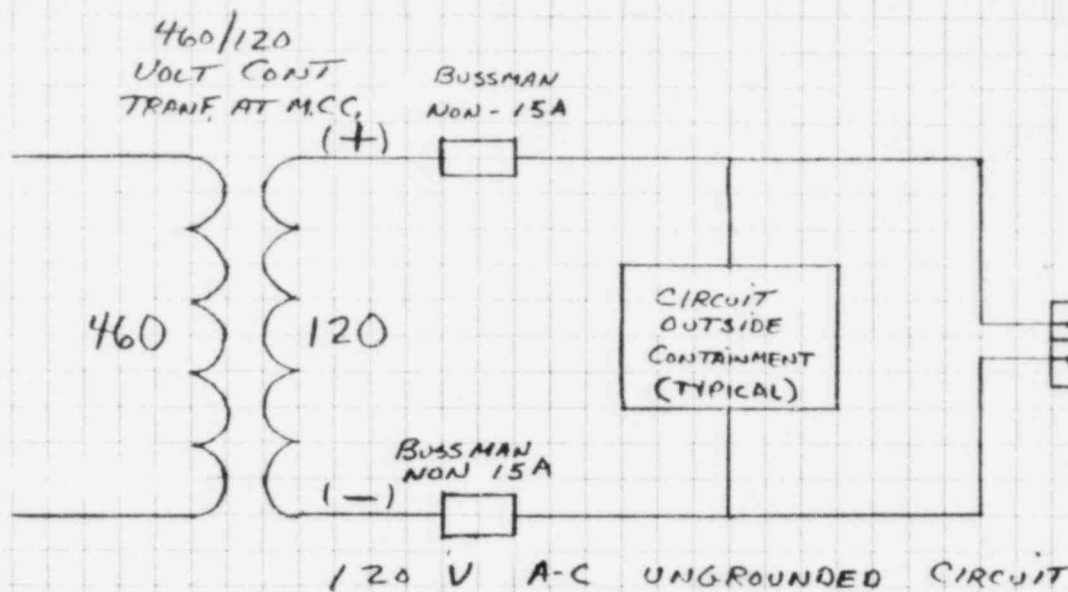 460/120
VOLT CONT
TRANF. AT M.C.C.
(+)
BUSSMAN
NON-15A
460
120
CIRCUIT
OUTSIDE
CONTAINMENT
(TYPICAL)
BUSSMAN
NON 15A
(-)
120 V A-C UNGROUNDED CIRCUIT